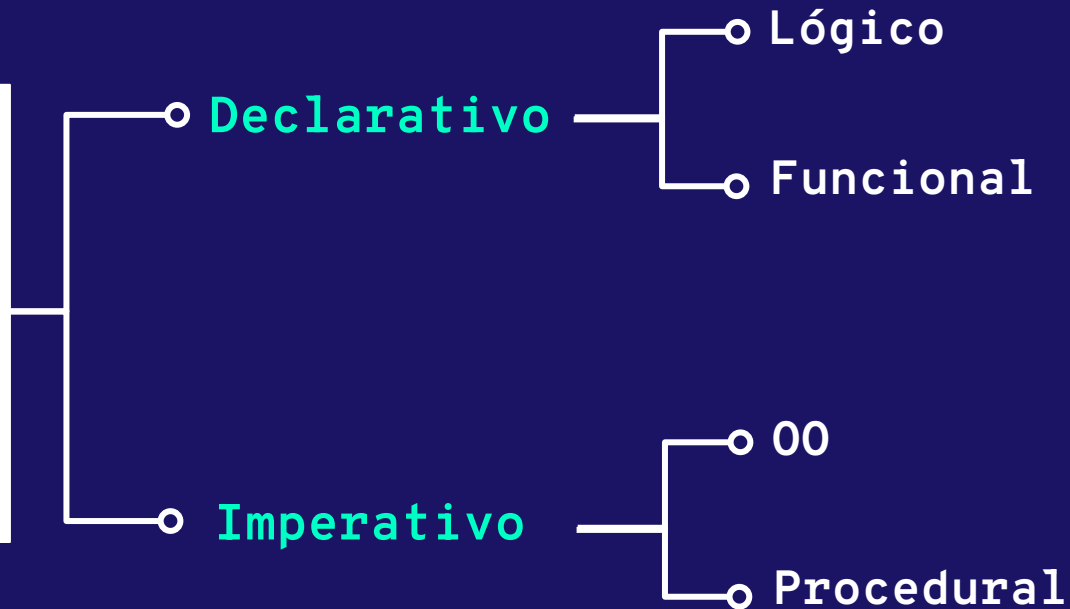 Lógico
Declarativo
Funcional
OO
Imperativo
Procedural